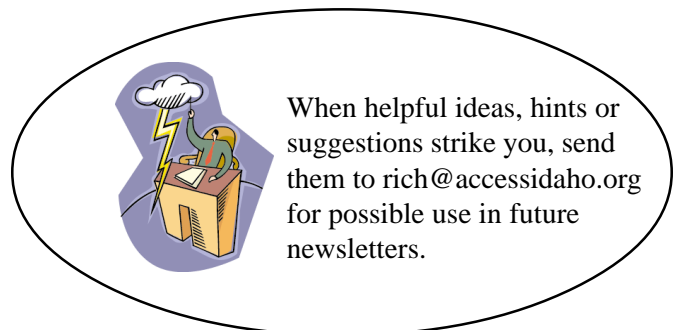 When helpful ideas, hints or
suggestions strike you, send
them to rich@accessidaho.org
for possible use in future
newsletters.